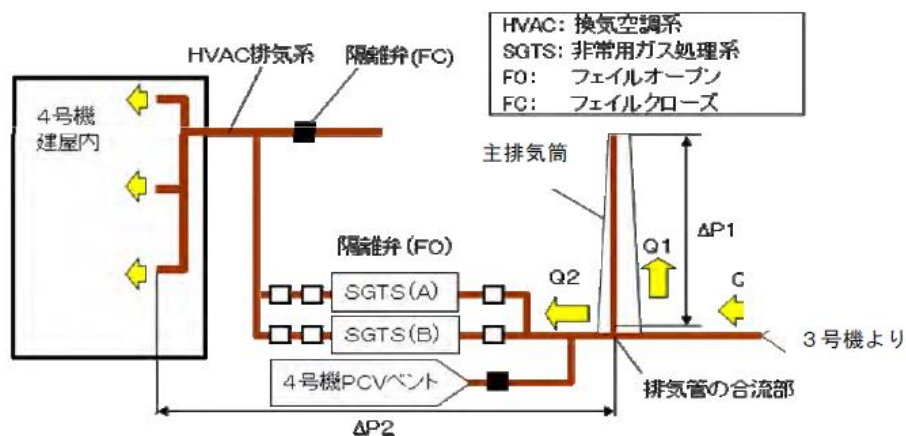 HVAC: 換気空調系
SGTS: 非常用ガス処理系
FO: フェイルオープン
FC: フェイルクローズ
HVAC排気系
隔離弁(FC)
4号機
建屋内
主排気筒
ΔP1
隔離弁(FO)
Q2
Q1
SGTS(A)
SGTS(B)
3号機より
4号機PCVベント
排気管の合流部
ΔP2